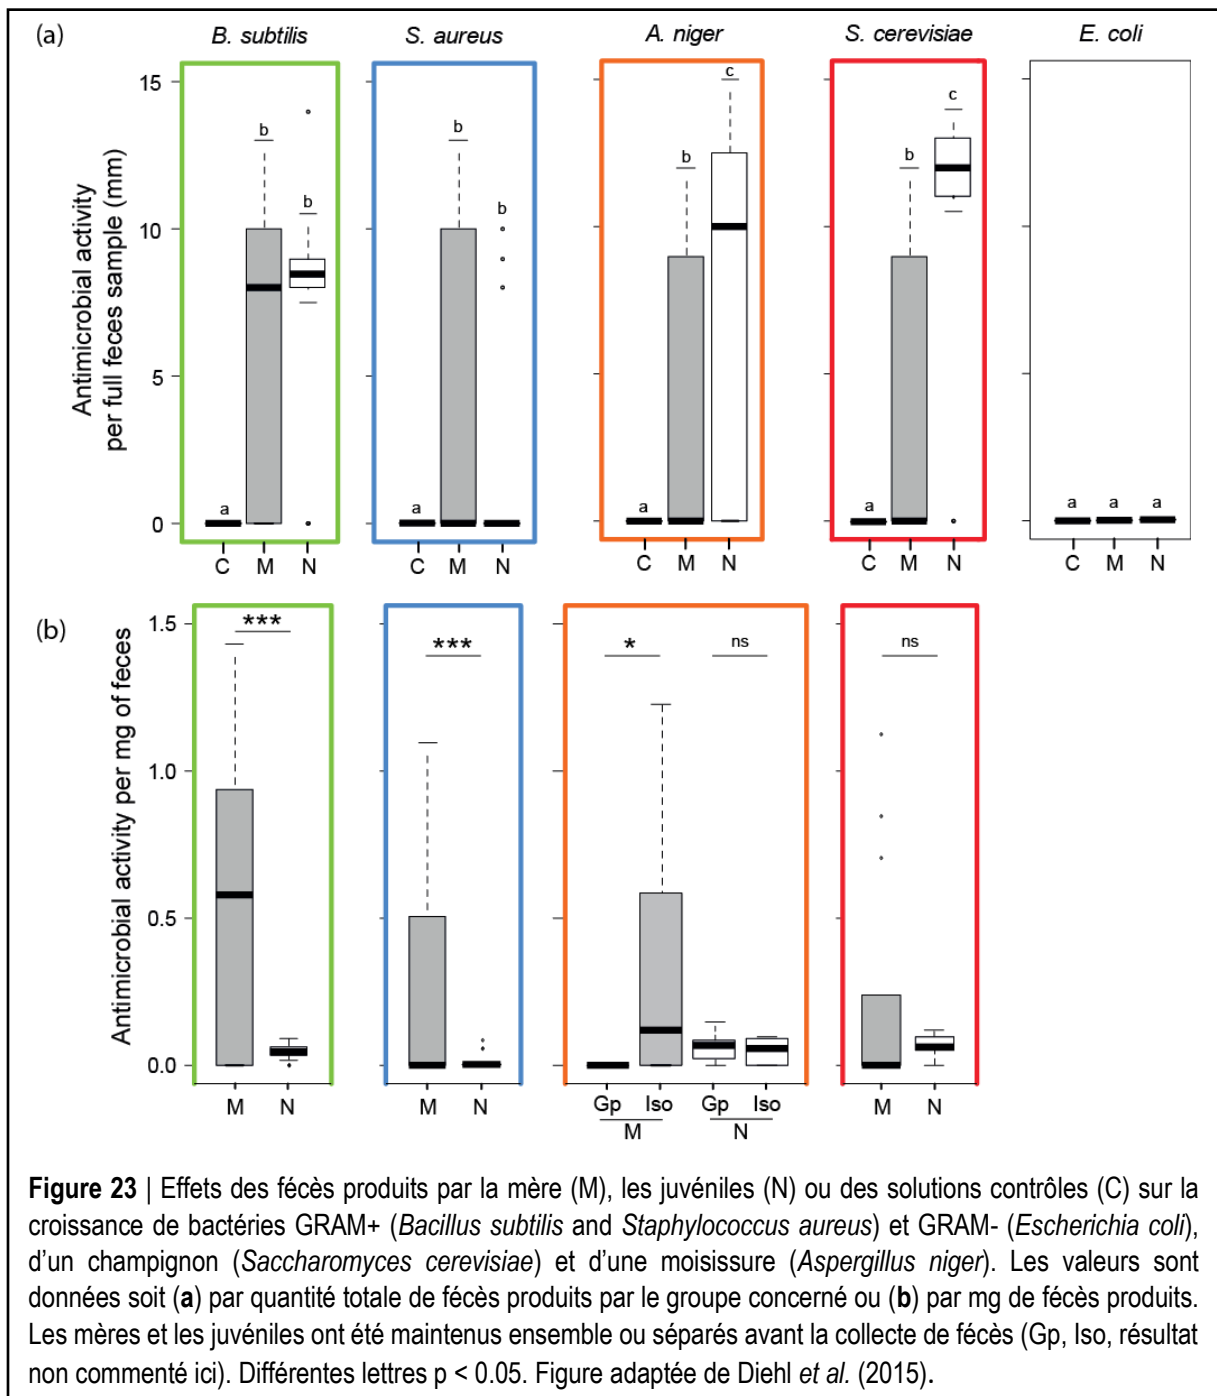 (a)
B. subtilis
S. aureus
A. niger
S. cerevisiae
E. coli
Antimicrobial activity
per full feces sample (mm)
15
10
5
0
a b b
a b b
a b c
a b c
a a a
C M N
C M N
C M N
C M N
C M N
(b)
Antimicrobial activity per mg of feces
1.5
1.0
0.5
0.0
***
***
* ns
ns
M N
M N
Gp Iso Gp Iso
M N
M N
Figure 23 | Effets des fécès produits par la mère (M), les juvéniles (N) ou des solutions contrôles (C) sur la
croissance de bactéries GRAM+ (Bacillus subtilis and Staphylococcus aureus) et GRAM- (Escherichia coli),
d'un champignon (Saccharomyces cerevisiae) et d'une moisissure (Aspergillus niger). Les valeurs sont
données soit (a) par quantité totale de fécès produits par le groupe concerné ou (b) par mg de fécès produits.
Les mères et les juvéniles ont été maintenus ensemble ou séparés avant la collecte de fécès (Gp, Iso, résultat
non commenté ici). Différentes lettres p < 0.05. Figure adaptée de Diehl et al. (2015).